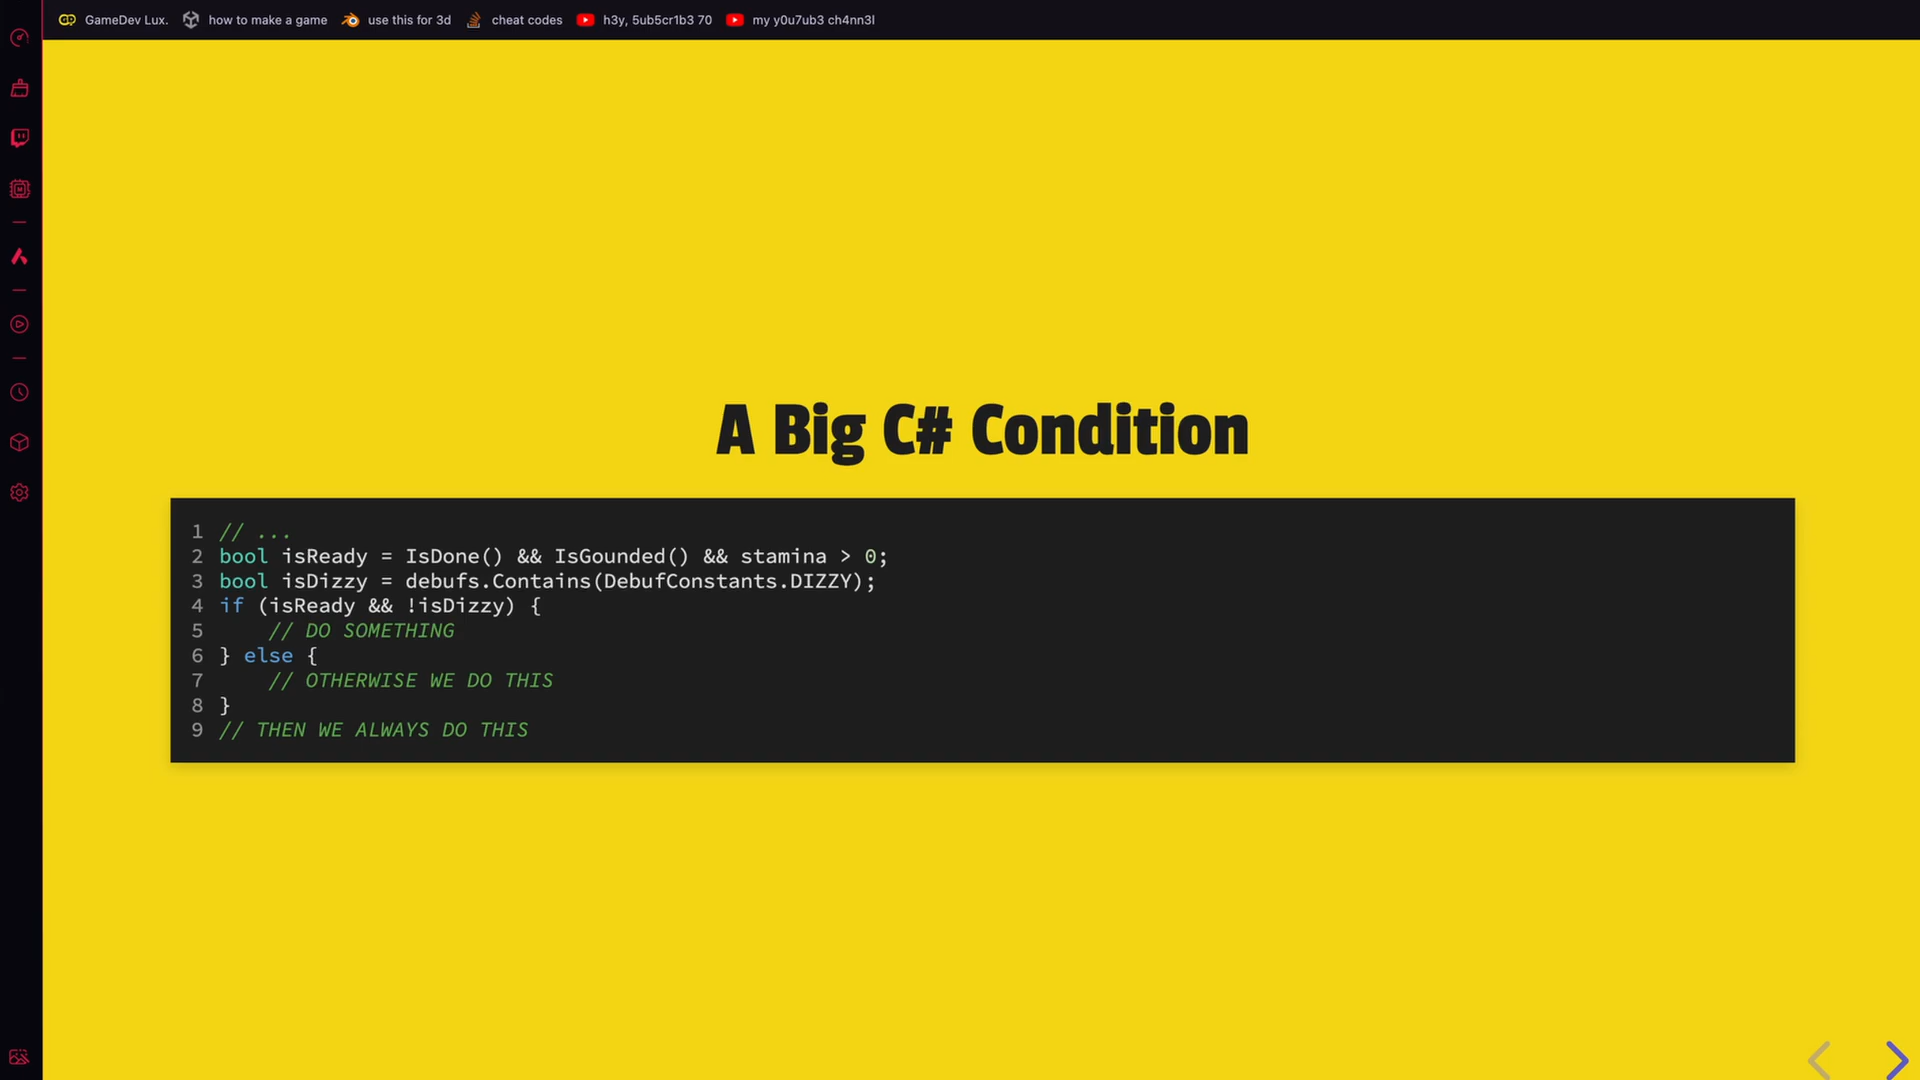 GameDev Lux. how to make a game use this for 3d cheat codes h3y, 5ub5cr1b3 70 my y0u7ub3 ch4nn3l
A Big C# Condition
1 // ...
2 bool isReady = IsDone() && IsGounded() && stamina > 0;
3 bool isDizzy = debufs.Contains(DebufConstants.DIZZY);
4 if (isReady && !isDizzy) {
5     // DO SOMETHING
6 } else {
7     // OTHERWISE WE DO THIS
8 }
9 // THEN WE ALWAYS DO THIS